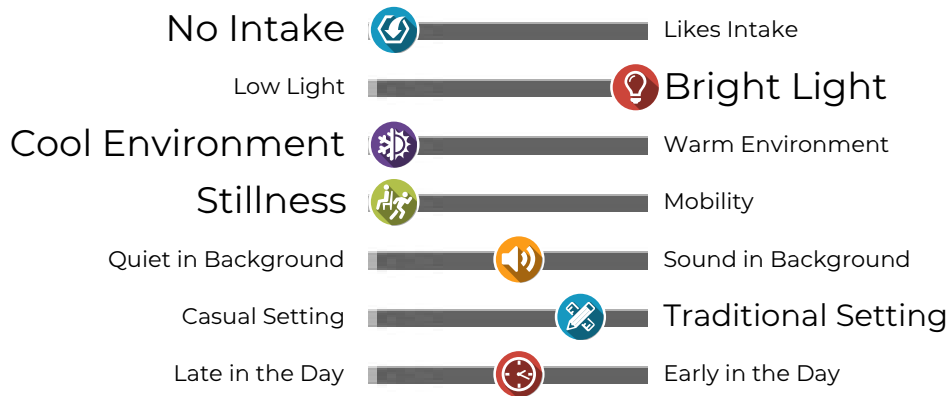 No Intake Likes Intake
Low Light Bright Light
Cool Environment Warm Environment
Stillness Mobility
Quiet in Background Sound in Background
Casual Setting Traditional Setting
Late in the Day Early in the Day